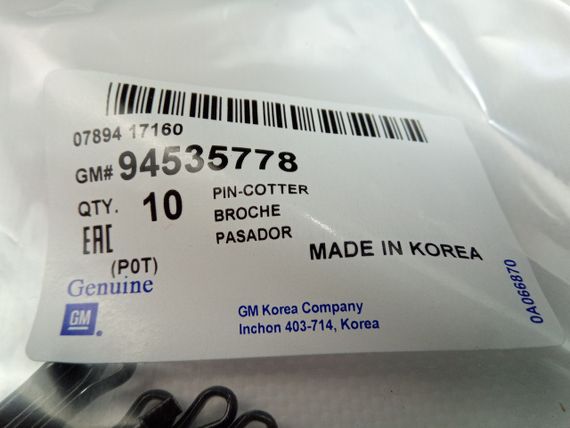 07894 17160
GM# 94535778
QTY. 10
PIN-COTTER
BROCHE
PASADOR
EAC
(P0T)
MADE IN KOREA
Genuine
GM
GM Korea Company
Inchon 403-714, Korea
0A066870